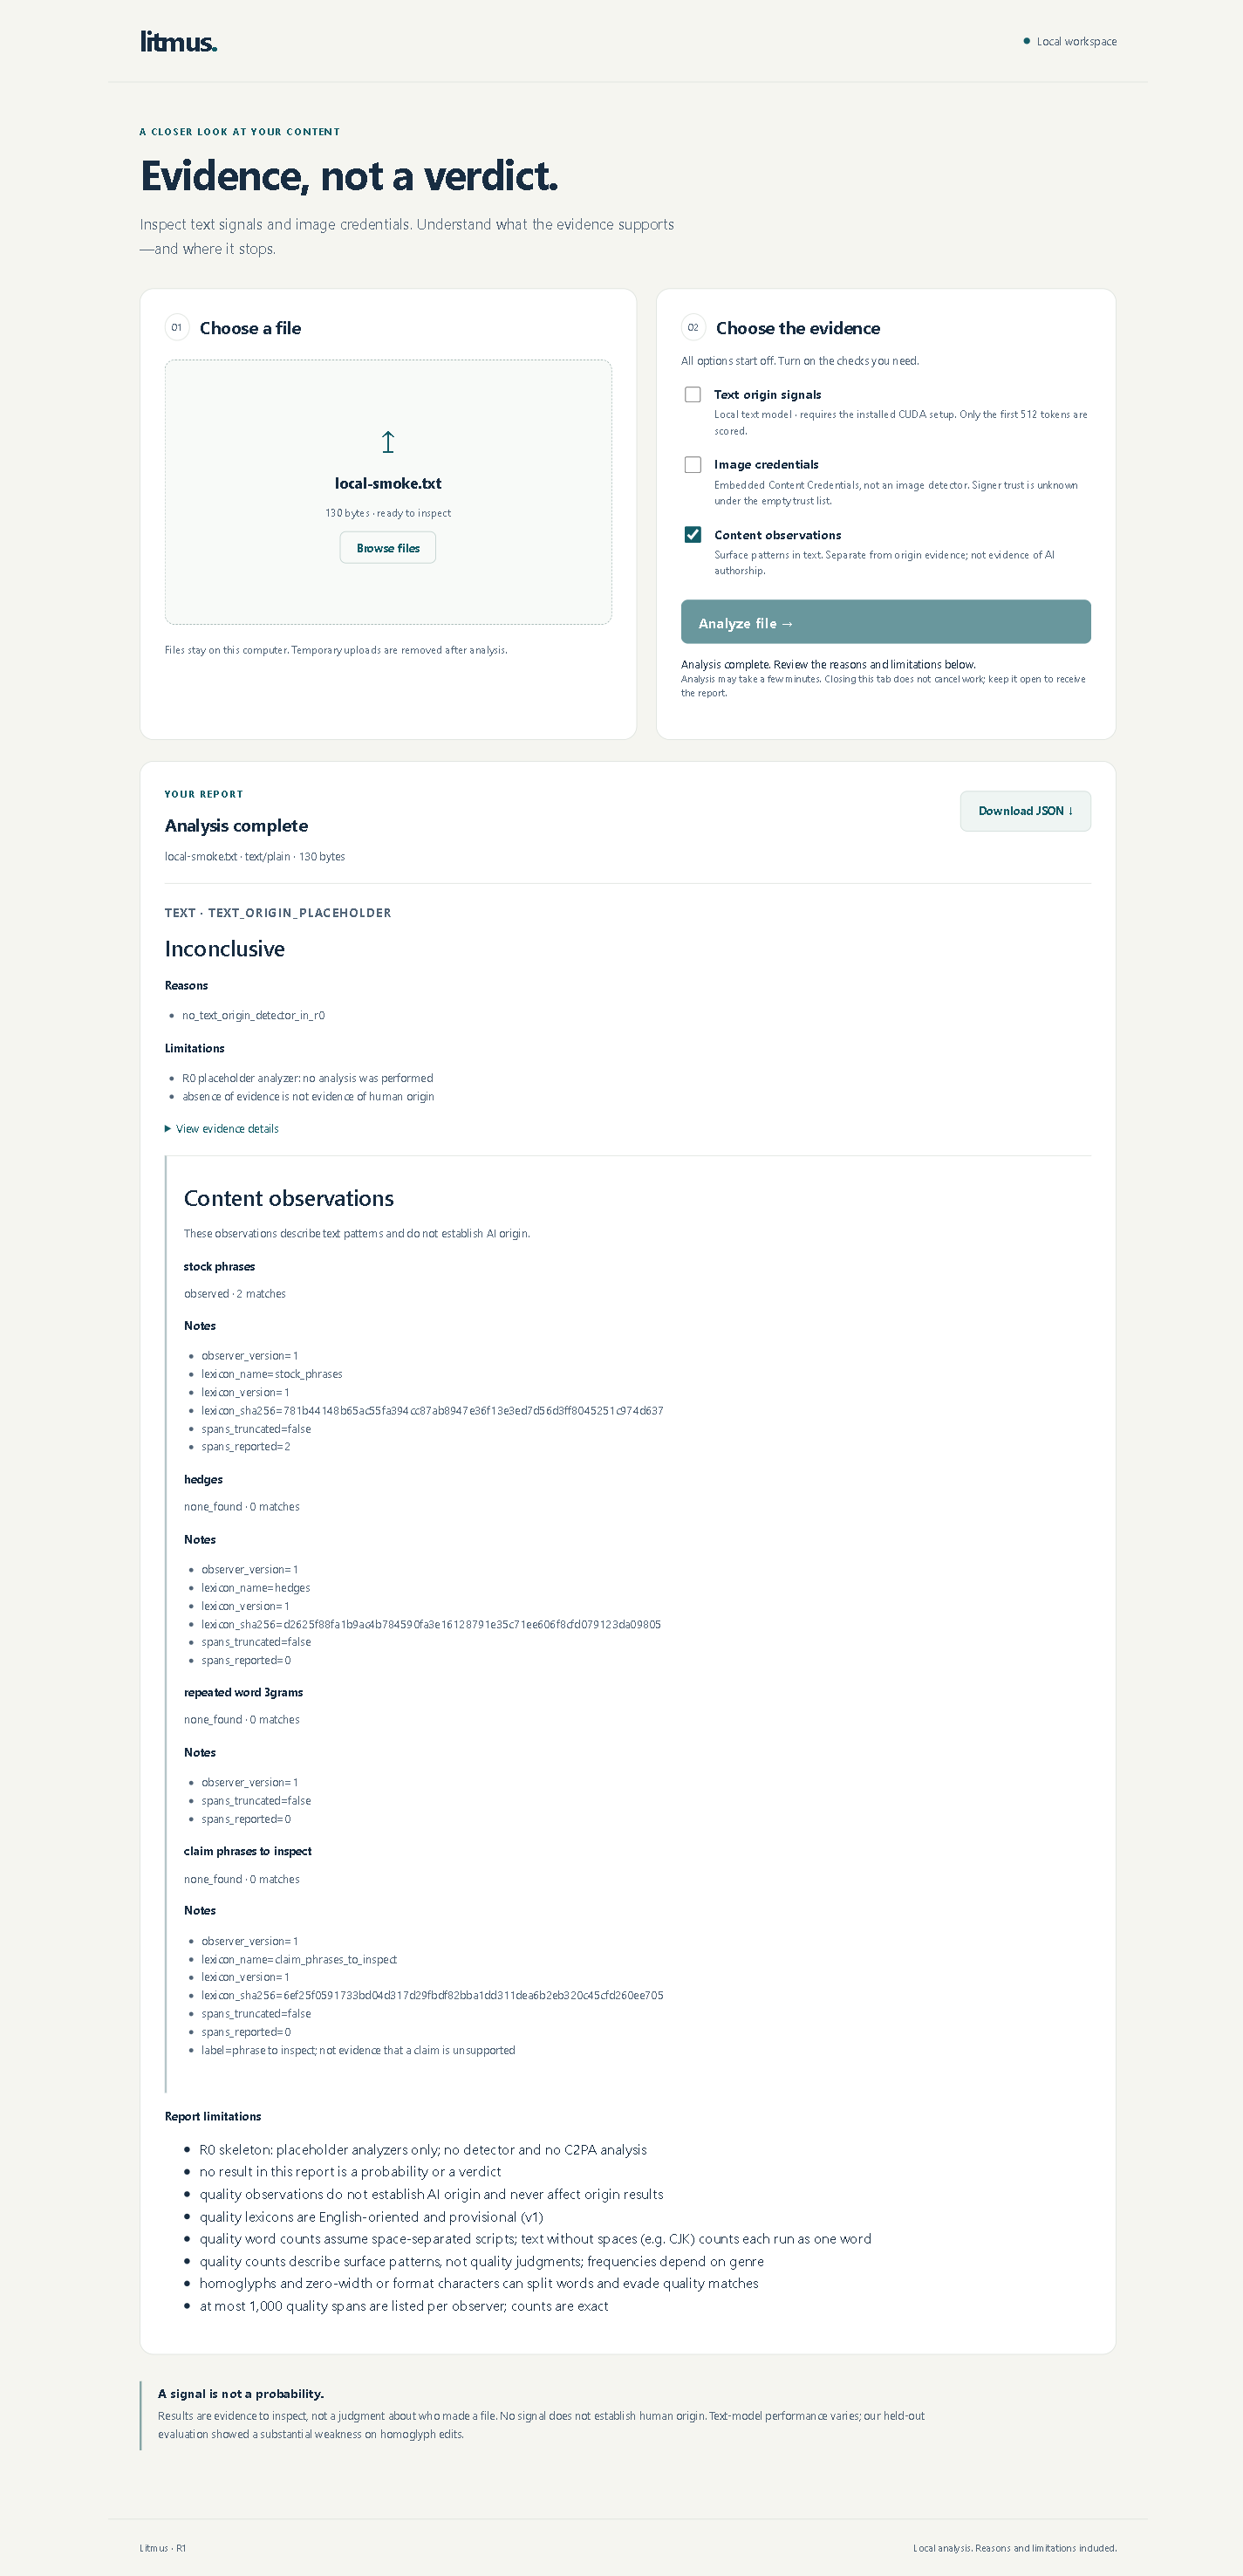 litmus.
Local workspace
A CLOSER LOOK AT YOUR CONTENT
Evidence, not a verdict.
Inspect text signals and image credentials. Understand what the evidence supports
—and where it stops.
01
Choose a file
↥
local-smoke.txt
130 bytes · ready to inspect
Browse files
Files stay on this computer. Temporary uploads are removed after analysis.
02
Choose the evidence
All options start off. Turn on the checks you need.
Text origin signals
Local text model · requires the installed CUDA setup. Only the first 512 tokens are
scored.
Image credentials
Embedded Content Credentials, not an image detector. Signer trust is unknown
under the empty trust list.
Content observations
Surface patterns in text. Separate from origin evidence; not evidence of AI
authorship.
Analyze file →
Analysis complete. Review the reasons and limitations below.
Analysis may take a few minutes. Closing this tab does not cancel work; keep it open to receive
the report.
YOUR REPORT
Analysis complete
local-smoke.txt · text/plain · 130 bytes
Download JSON ↓
TEXT · TEXT_ORIGIN_PLACEHOLDER
Inconclusive
Reasons
• no_text_origin_detector_in_r0
Limitations
• R0 placeholder analyzer: no analysis was performed
• absence of evidence is not evidence of human origin
▶ View evidence details
Content observations
These observations describe text patterns and do not establish AI origin.
stock phrases
observed · 2 matches
Notes
• observer_version=1
• lexicon_name=stock_phrases
• lexicon_version=1
• lexicon_sha256=781b44148b65ac55fa394cc87ab8947e36f13e3ed7d56d3ff8045251c974d637
• spans_truncated=false
• spans_reported=2
hedges
none_found · 0 matches
Notes
• observer_version=1
• lexicon_name=hedges
• lexicon_version=1
• lexicon_sha256=d2625f88fa1b9ac4b784590fa3e16128791e35c71ee606f8cfd079123da09805
• spans_truncated=false
• spans_reported=0
repeated word 3grams
none_found · 0 matches
Notes
• observer_version=1
• spans_truncated=false
• spans_reported=0
claim phrases to inspect
none_found · 0 matches
Notes
• observer_version=1
• lexicon_name=claim_phrases_to_inspect
• lexicon_version=1
• lexicon_sha256=6ef25f0591733bd04d317d29fbdf82bba1dd311dea6b2eb320c45cfd260ee705
• spans_truncated=false
• spans_reported=0
• label=phrase to inspect; not evidence that a claim is unsupported
Report limitations
• R0 skeleton: placeholder analyzers only; no detector and no C2PA analysis
• no result in this report is a probability or a verdict
• quality observations do not establish AI origin and never affect origin results
• quality lexicons are English-oriented and provisional (v1)
• quality word counts assume space-separated scripts; text without spaces (e.g. CJK) counts each run as one word
• quality counts describe surface patterns, not quality judgments; frequencies depend on genre
• homoglyphs and zero-width or format characters can split words and evade quality matches
• at most 1,000 quality spans are listed per observer; counts are exact
A signal is not a probability.
Results are evidence to inspect, not a judgment about who made a file. No signal does not establish human origin. Text-model performance varies; our held-out
evaluation showed a substantial weakness on homoglyph edits.
Litmus · R1
Local analysis. Reasons and limitations included.